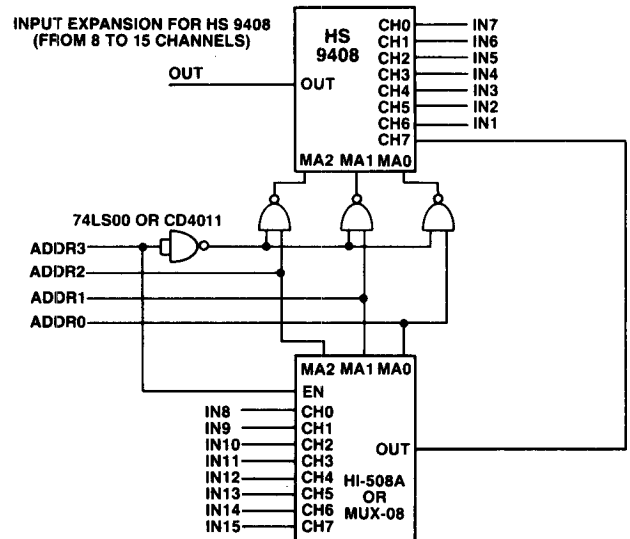 INPUT EXPANSION FOR HS 9408
(FROM 8 TO 15 CHANNELS)
HS
9408
OUT
OUT
CH0 IN7
CH1 IN6
CH2 IN5
CH3 IN4
CH4 IN3
CH5 IN2
CH6 IN1
CH7
MA2 MA1 MA0
74LS00 OR CD4011
ADDR3
ADDR2
ADDR1
ADDR0
MA2 MA1 MA0
EN
IN8 CH0
IN9 CH1
IN10 CH2
IN11 CH3
IN12 CH4
IN13 CH5
IN14 CH6
IN15 CH7
OUT
HI-508A
OR
MUX-08